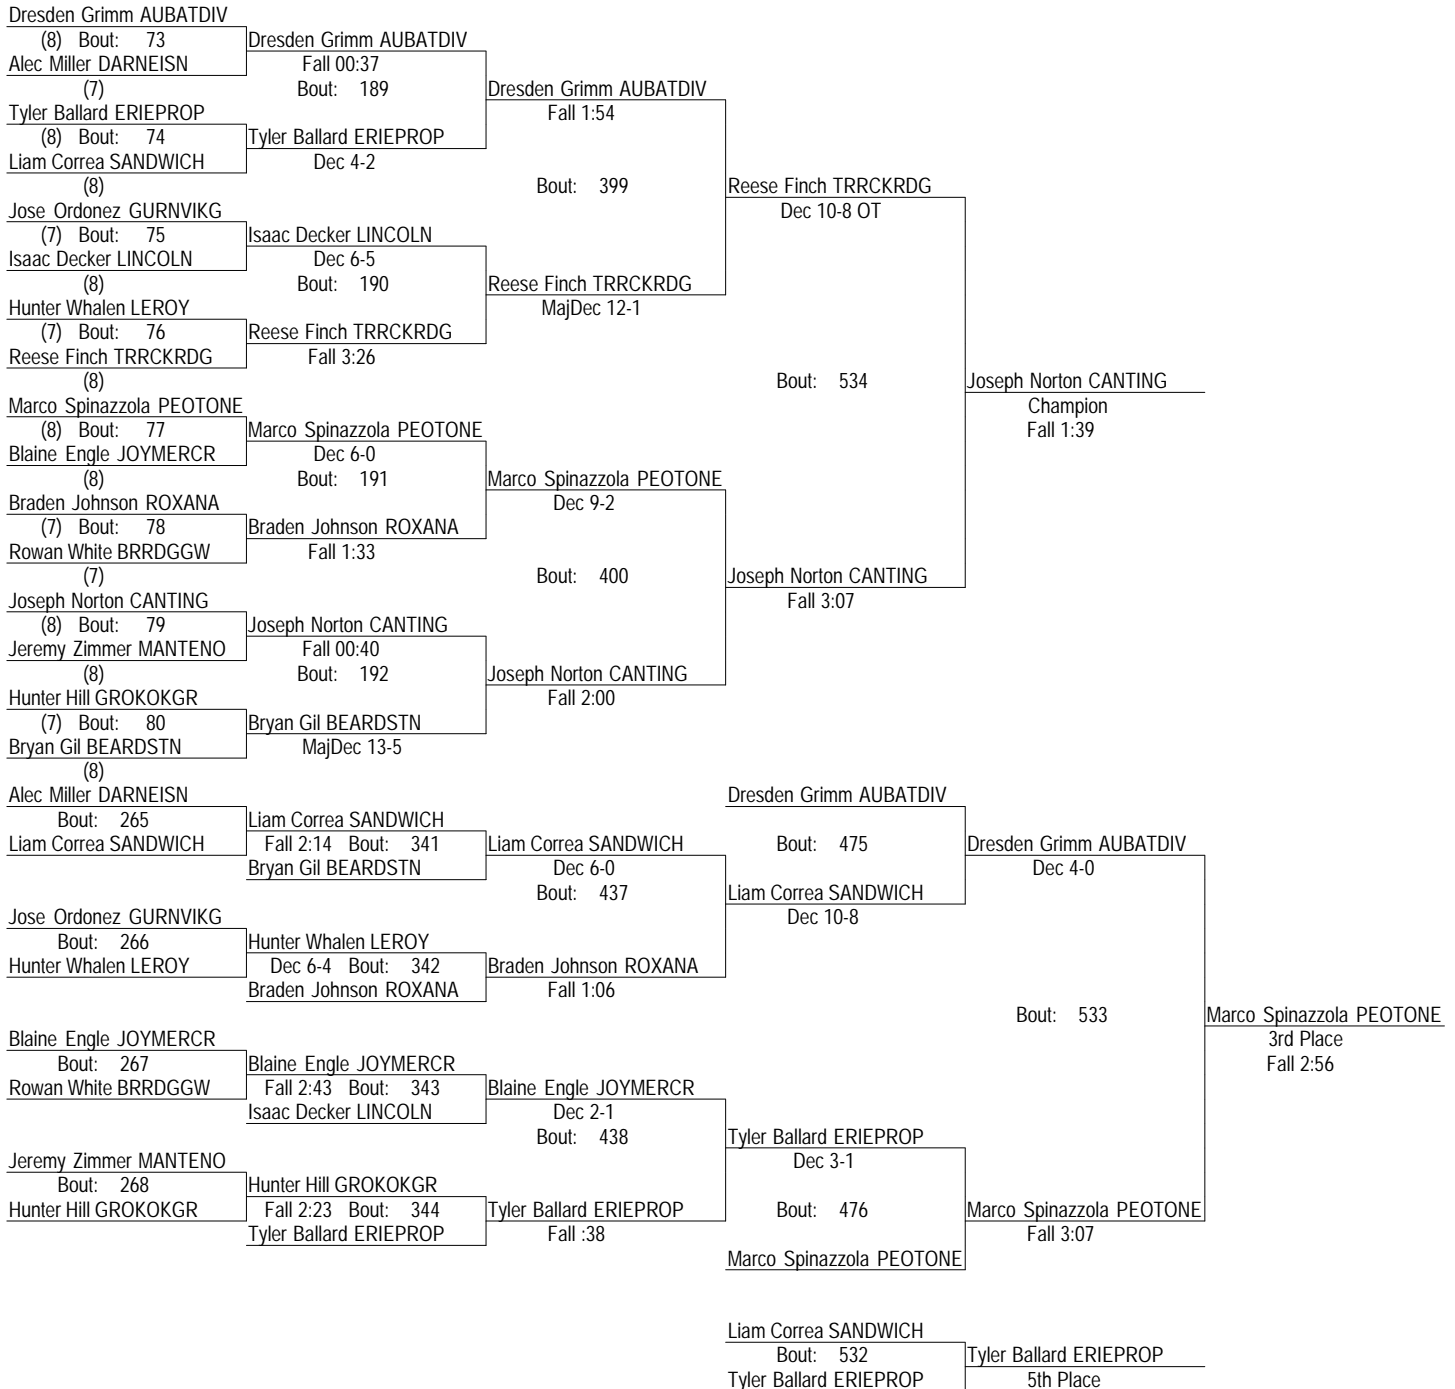 Dresden Grimm AUBATDIV
(8) Bout: 73 Dresden Grimm AUBATDIV
Alec Miller DARNEISN Fall 00:37
(7) Bout: 189 Dresden Grimm AUBATDIV
Tyler Ballard ERIEPROP Fall 1:54
(8) Bout: 74 Tyler Ballard ERIEPROP
Liam Correa SANDWICH Dec 4-2
(8) Bout: 399 Reese Finch TRRCKRDG
Jose Ordonez GURNVIKG Dec 10-8 OT
(7) Bout: 75 Isaac Decker LINCOLN
Isaac Decker LINCOLN Dec 6-5
(8) Bout: 190 Reese Finch TRRCKRDG
Hunter Whalen LEROY MajDec 12-1
(7) Bout: 76 Reese Finch TRRCKRDG
Reese Finch TRRCKRDG Fall 3:26
(8) Bout: 534 Joseph Norton CANTING
Marco Spinazzola PEOTONE Champion
(8) Bout: 77 Marco Spinazzola PEOTONE Fall 1:39
Blaine Engle JOYMERCR Dec 6-0
(8) Bout: 191 Marco Spinazzola PEOTONE
Braden Johnson ROXANA Dec 9-2
(7) Bout: 78 Braden Johnson ROXANA
Rowan White BRRDGGW Fall 1:33
(7) Bout: 400 Joseph Norton CANTING
Joseph Norton CANTING Fall 3:07
(8) Bout: 79 Joseph Norton CANTING
Jeremy Zimmer MANTENO Fall 00:40
(8) Bout: 192 Joseph Norton CANTING
Hunter Hill GROKOKGR Fall 2:00
(7) Bout: 80 Bryan Gil BEARDSTN
Bryan Gil BEARDSTN MajDec 13-5
(8)
Alec Miller DARNEISN Dresden Grimm AUBATDIV
Bout: 265 Liam Correa SANDWICH
Liam Correa SANDWICH Fall 2:14 Bout: 341 Liam Correa SANDWICH Bout: 475 Dresden Grimm AUBATDIV
Bryan Gil BEARDSTN Dec 6-0 Dec 4-0
Bout: 437 Liam Correa SANDWICH
Jose Ordonez GURNVIKG Dec 10-8
Bout: 266 Hunter Whalen LEROY
Hunter Whalen LEROY Dec 6-4 Bout: 342 Braden Johnson ROXANA
Braden Johnson ROXANA Fall 1:06
Bout: 533 Marco Spinazzola PEOTONE
Blaine Engle JOYMERCR 3rd Place
Bout: 267 Blaine Engle JOYMERCR Fall 2:56
Rowan White BRRDGGW Fall 2:43 Bout: 343 Blaine Engle JOYMERCR
Isaac Decker LINCOLN Dec 2-1
Bout: 438 Tyler Ballard ERIEPROP
Jeremy Zimmer MANTENO Dec 3-1
Bout: 268 Hunter Hill GROKOKGR
Hunter Hill GROKOKGR Fall 2:23 Bout: 344 Tyler Ballard ERIEPROP Bout: 476 Marco Spinazzola PEOTONE
Tyler Ballard ERIEPROP Fall :38 Fall 3:07
Marco Spinazzola PEOTONE
Liam Correa SANDWICH
Bout: 532 Tyler Ballard ERIEPROP
Tyler Ballard ERIEPROP 5th Place